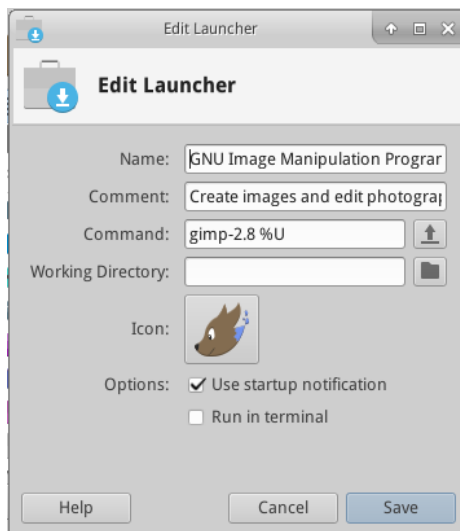 Edit Launcher
Edit Launcher
Name: GNU Image Manipulation Prograr
Comment: Create images and edit photograp
Command: gimp-2.8 %U
Working Directory:
Icon:
Options: Use startup notification
Run in terminal
Help Cancel Save